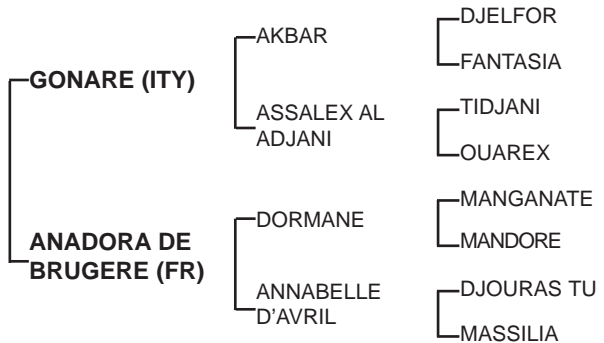 DJELFOR
AKBAR
FANTASIA
GONARE (ITY)
ASSALEX AL
ADJANI
TIDJANI
OUAREX
ANADORA DE
BRUGERE (FR)
DORMANE
MANGANATE
MANDORE
ANNABELLE
D'AVRIL
DJOURAS TU
MASSILIA